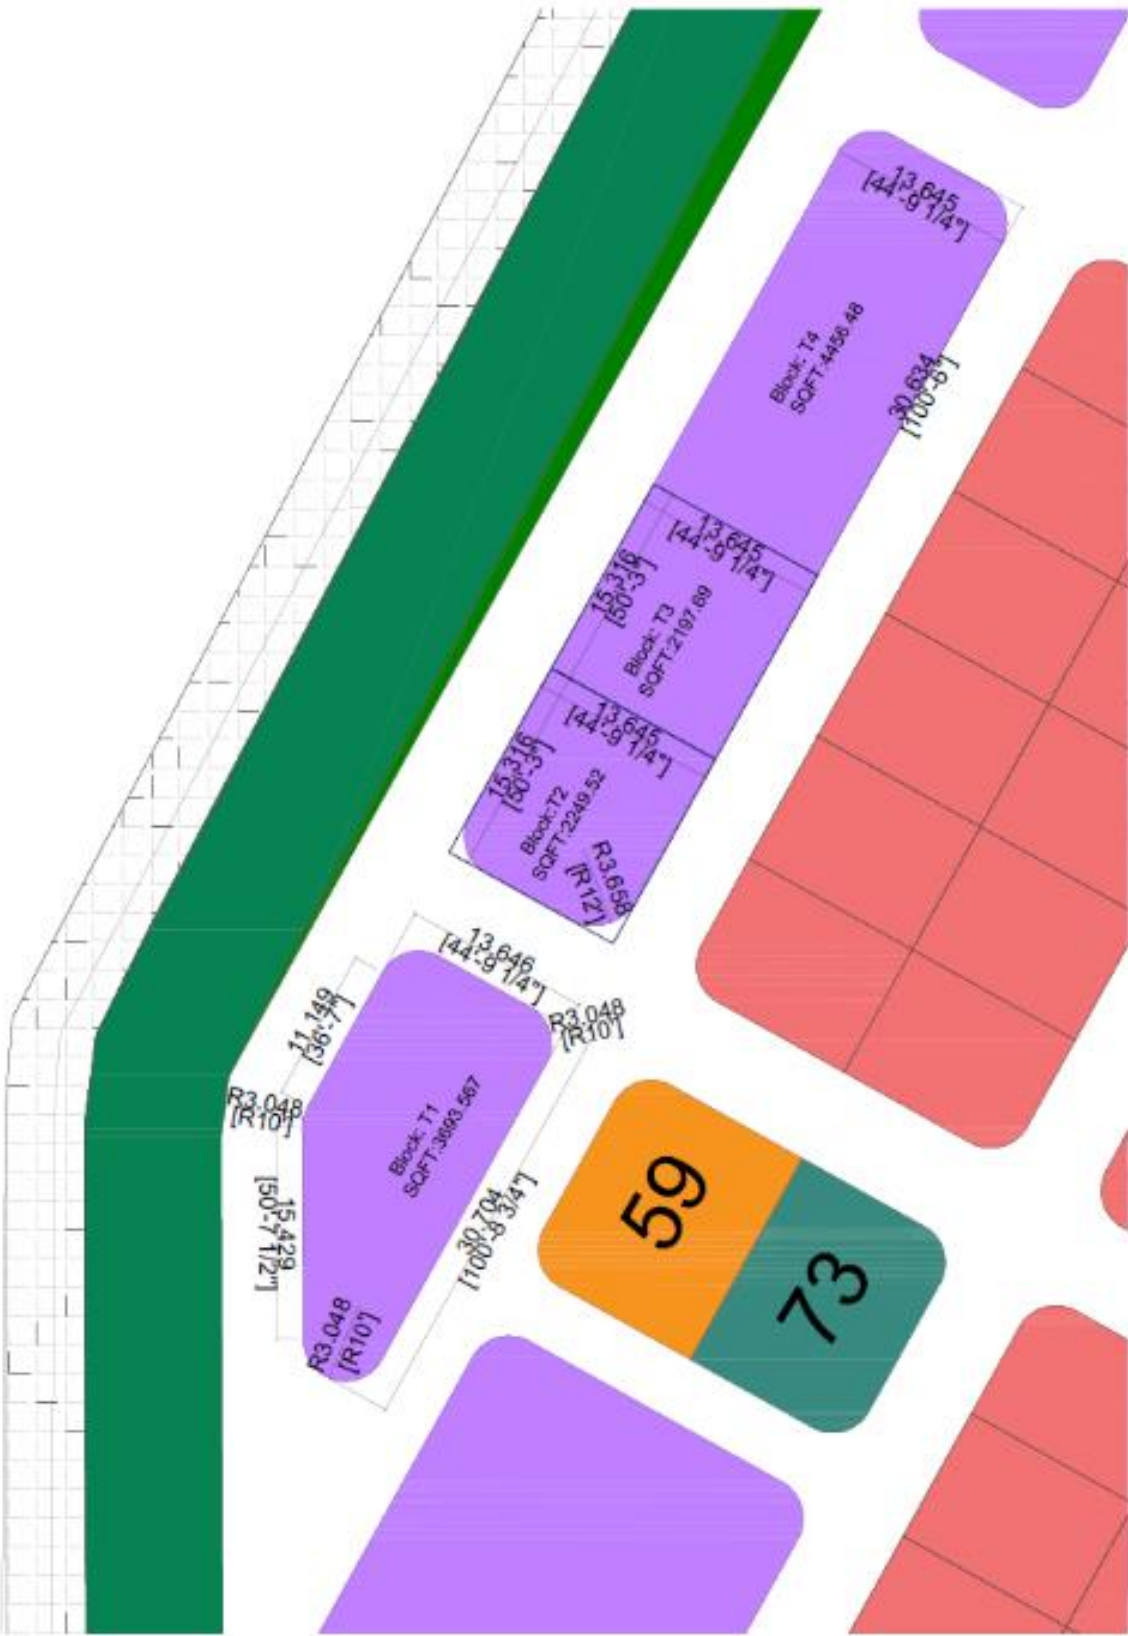 13.645
[44'-9 1/4"]
Block: T4
SQFT:4456.48
30.634
[100'-6"]
13.645
[44'-9 1/4"]
15.316
[50'-3"]
Block: T3
SQFT:2197.69
13.645
[44'-9 1/4"]
15.316
[50'-3"]
Block:T2
SQFT:2249.52
R3.658
[R12']
13.646
[44'-9 1/4"]
11.149
[36'-7"]
R3.048
[R10']
R3.048
[R10']
Block: T1
SQFT:3693.567
15.429
[50'-7 1/2"]
30.704
[100'-8 3/4"]
R3.048
[R10']
59
73